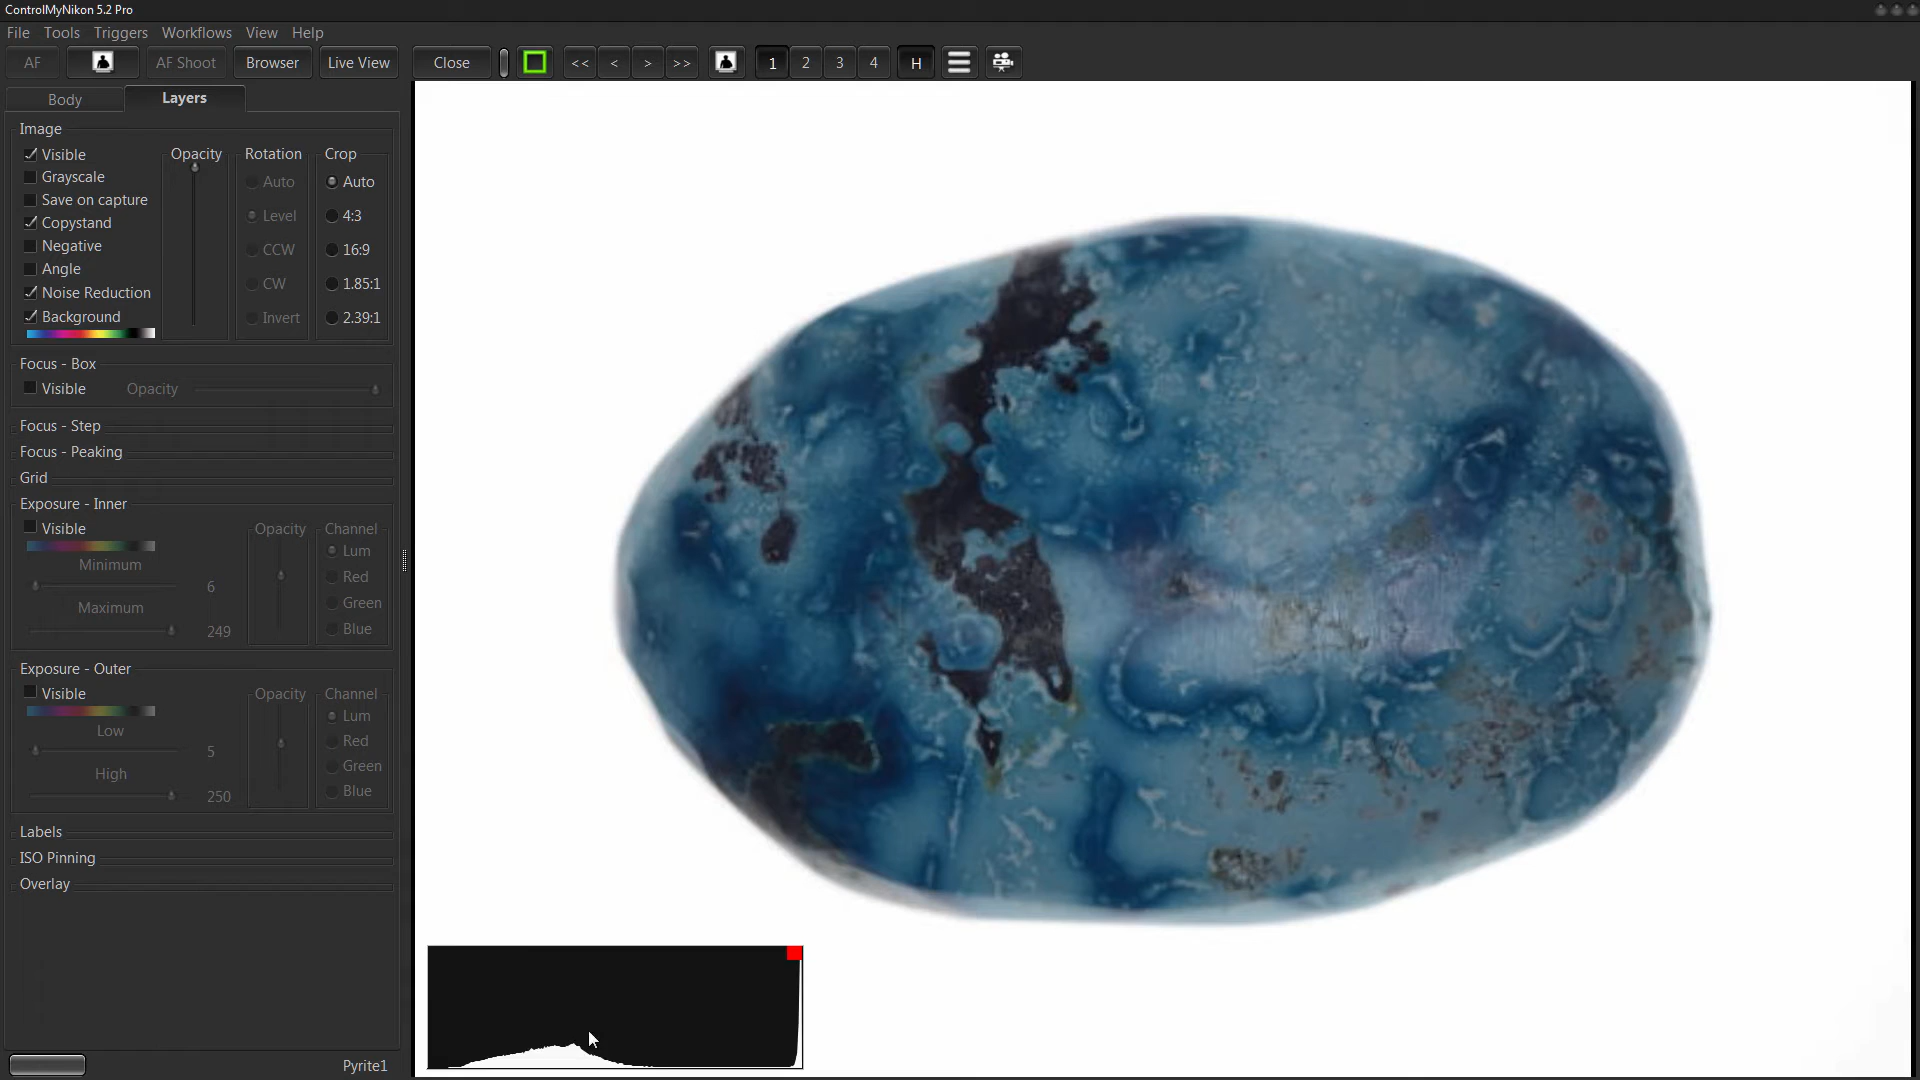 ControlMyNikon 5.2 Pro
File Tools Triggers Workflows View Help
AF AF Shoot Browser Live View Close << < > >> 1 2 3 4 H
Body Layers
Image
Visible Opacity Rotation Crop
Grayscale Auto Auto
Save on capture Level 4:3
Copystand
Negative CCW 16:9
Angle CW 1.85:1
Noise Reduction
Background Invert 2.39:1
Focus - Box
Visible Opacity
Focus - Step
Focus - Peaking
Grid
Exposure - Inner
Visible Opacity Channel
Lum
Minimum Red
6 Green
Maximum Blue
249
Exposure - Outer
Visible Opacity Channel
Lum
Low Red
5 Green
High Blue
250
Labels
ISO Pinning
Overlay
Pyrite1